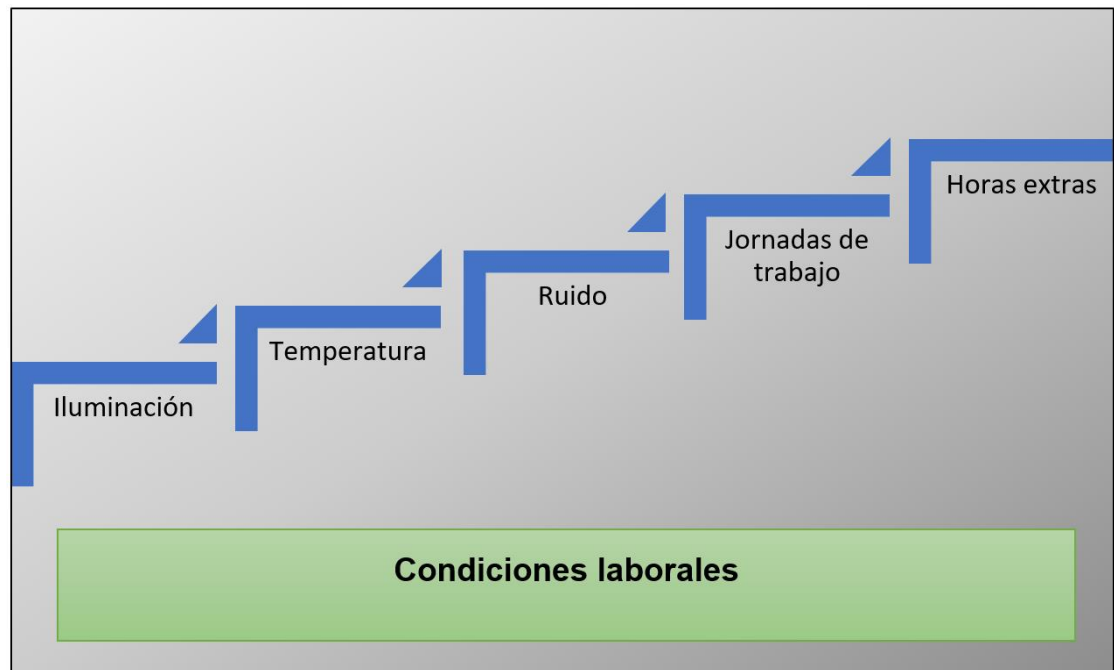 Iluminación
Temperatura
Ruido
Jornadas de
trabajo
Horas extras
Condiciones laborales